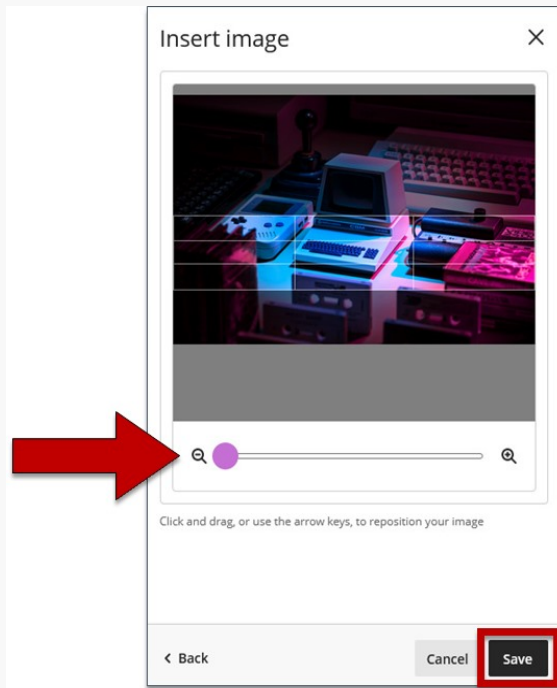 Insert image
Click and drag, or use the arrow keys, to reposition your image
Back
Cancel
Save